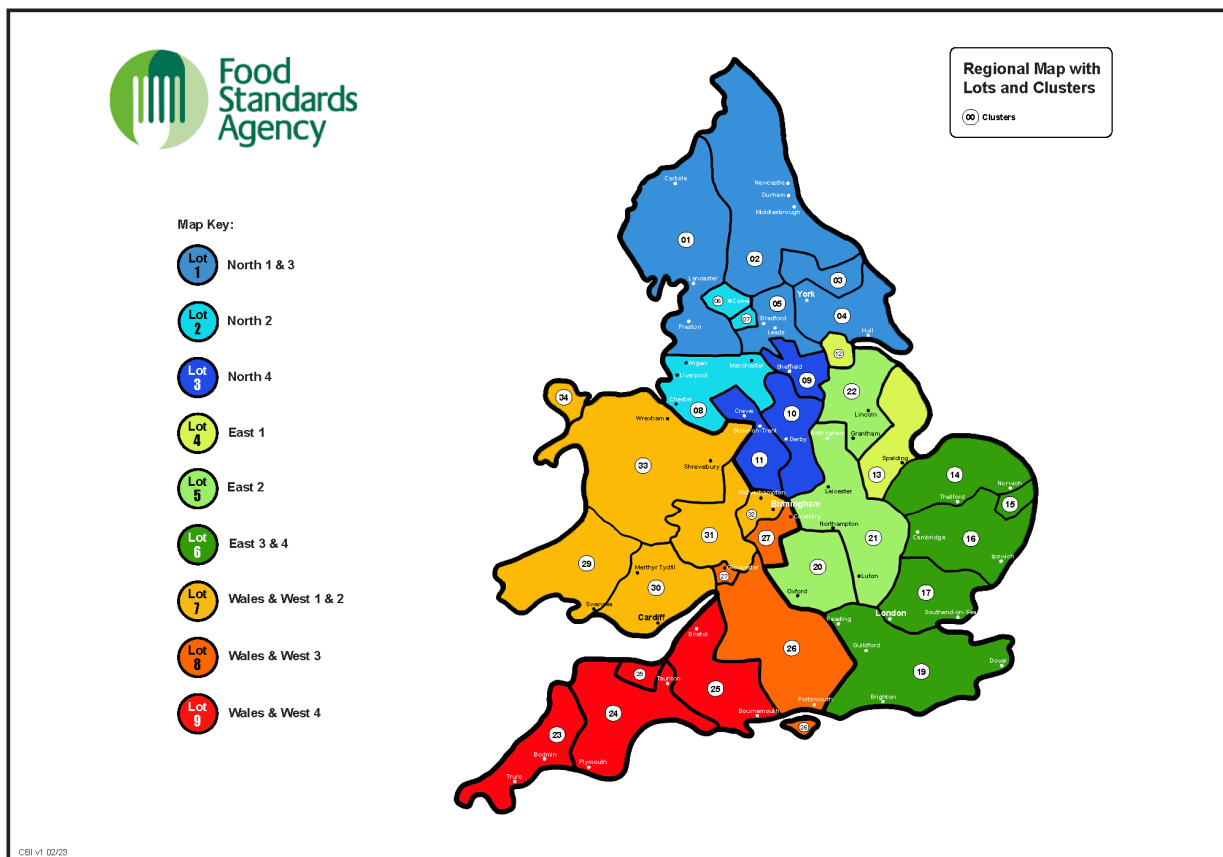 Food
Standards
Agency
Regional Map with
Lots and Clusters
00 Clusters
Map Key:
Lot
1
North 1 & 3
Lot
2
North 2
Lot
3
North 4
Lot
4
East 1
Lot
5
East 2
Lot
6
East 3 & 4
Lot
7
Wales & West 1 & 2
Lot
8
Wales & West 3
Lot
9
Wales & West 4
Carlisle
Newcastle
Durham
Middlesbrough
01
02
03
Lancaster
06
Colne
05
York
07
Bradford
04
Preston
Leeds
Hull
12
Wigan
Manchester
Liverpool
Sheffield
09
34
Chester
08
22
Wrexham
Crewe
10
Lincoln
Stoke-on-Trent
Nottingham
Derby
Grantham
33
Shrewsbury
11
Spalding
13
14
Leicester
Norwich
Wolverhampton
Thetford
15
Birmingham
32
Coventry
31
27
Northampton
21
Cambridge
16
29
Merthyr Tydfill
Gloucester
20
Ipswich
27
Luton
30
17
Swansea
Oxford
Cardiff
London
Southend-on-Sea
Reading
Bristol
26
Guildford
19
Dover
25
Taunton
25
Portsmouth
Brighton
24
Bournemouth
23
26
Bodmin
Plymouth
Truro
CBI v1 02/23